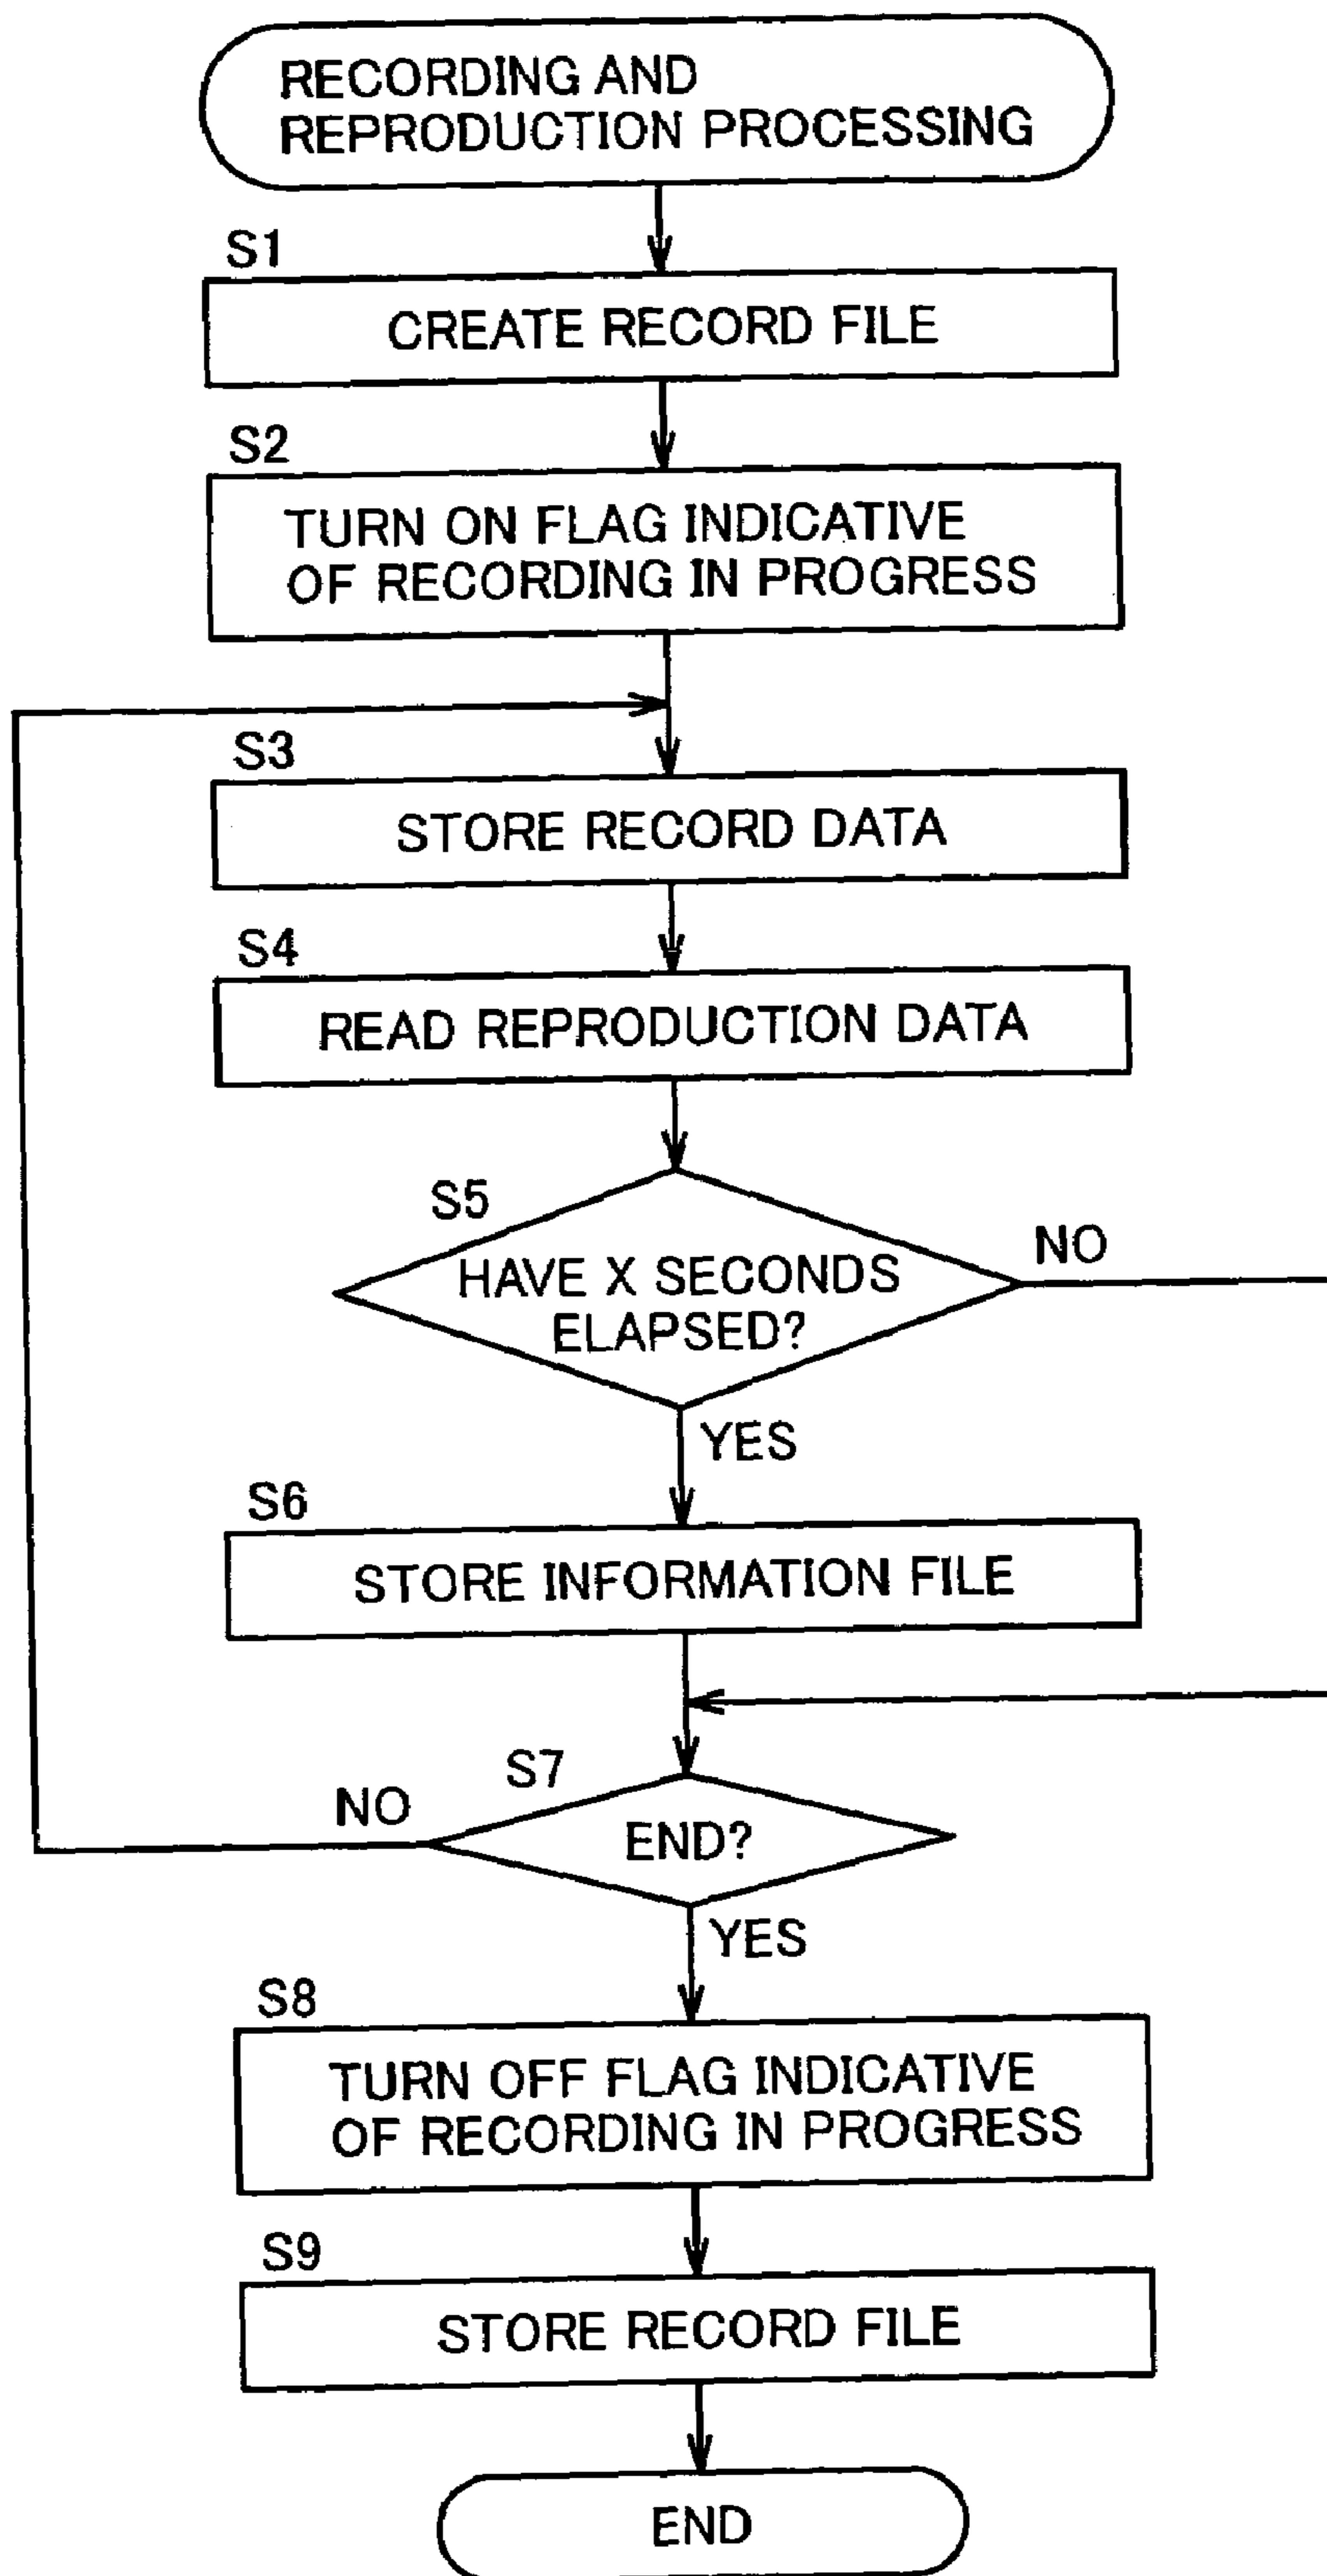 RECORDING AND
REPRODUCTION PROCESSING
S1
CREATE RECORD FILE
S2
TURN ON FLAG INDICATIVE
OF RECORDING IN PROGRESS
S3
STORE RECORD DATA
S4
READ REPRODUCTION DATA
S5
HAVE X SECONDS
ELAPSED?
NO
YES
S6
STORE INFORMATION FILE
S7
NO
END?
YES
S8
TURN OFF FLAG INDICATIVE
OF RECORDING IN PROGRESS
S9
STORE RECORD FILE
END